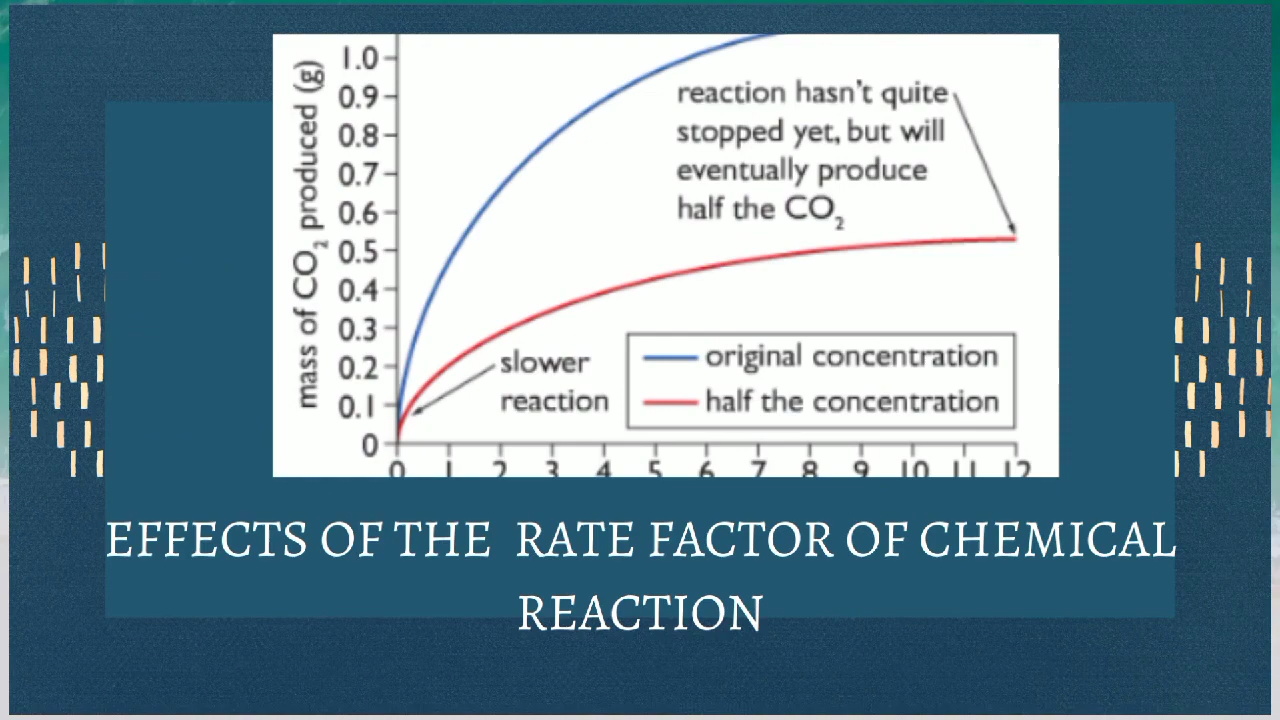 mass of CO2 produced (g)
1.0
0.9
0.8
0.7
0.6
0.5
0.4
0.3
0.2
0.1
0
reaction hasn't quite
stopped yet, but will
eventually produce
half the CO2
slower
reaction
original concentration
half the concentration
0 1 2 3 4 5 6 7 8 9 10 11 12
EFFECTS OF THE RATE FACTOR OF CHEMICAL
REACTION